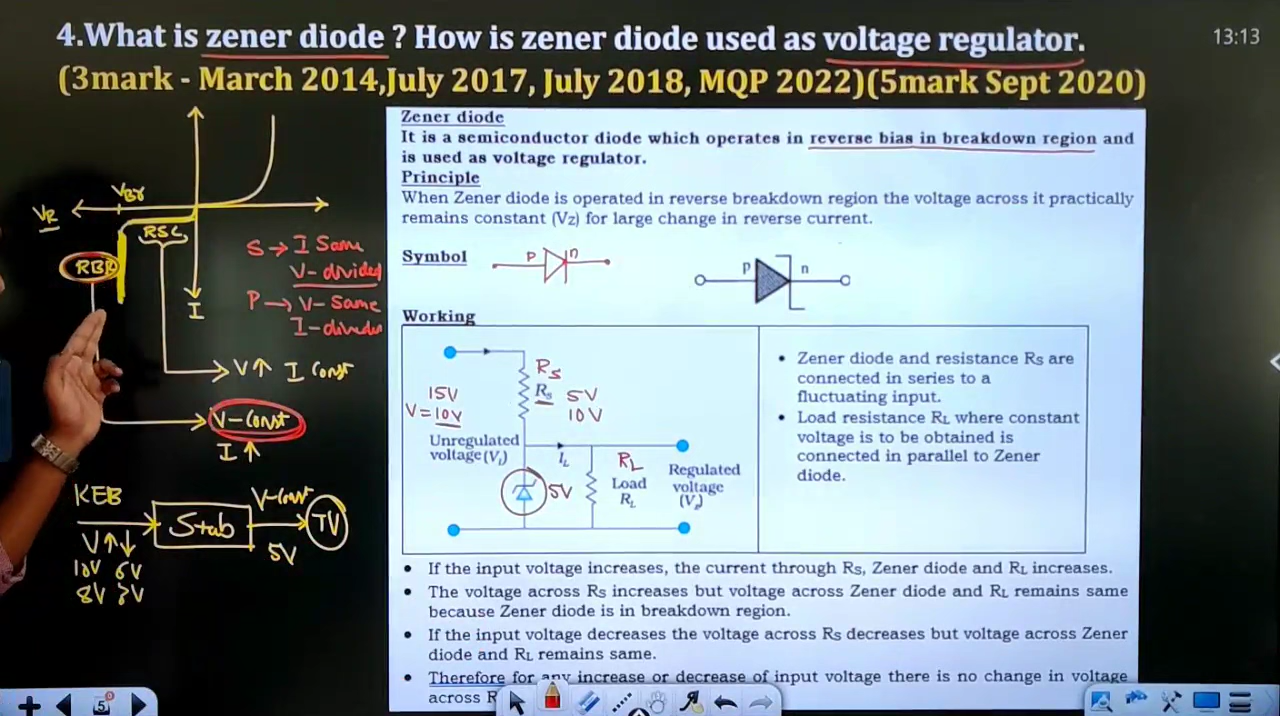 4.What is zener diode ? How is zener diode used as voltage regulator.
13:13
(3mark - March 2014,July 2017, July 2018, MQP 2022)(5mark Sept 2020)
Zener diode
It is a semiconductor diode which operates in reverse bias in breakdown region and
is used as voltage regulator.
Principle
When Zener diode is operated in reverse breakdown region the voltage across it practically
remains constant (Vz) for large change in reverse current.
Symbol
P n
p n
Working
VR
VBr
RSC
RBR
I
S → I Same
V - divided
P → V - Same
I - divided
V↑ I Const
V-Const
I↑
KEB
V↑↓
10V 6V
8V 3V
Stab
V-Const
5V
TV
Rs
Rs
15V
V=10V
5V
10V
Unregulated
voltage(Vi)
IL
5V
RL
Load
RL
Regulated
voltage
(Vz)
• Zener diode and resistance Rs are
connected in series to a
fluctuating input.
• Load resistance RL where constant
voltage is to be obtained is
connected in parallel to Zener
diode.
• If the input voltage increases, the current through Rs, Zener diode and RL increases.
• The voltage across Rs increases but voltage across Zener diode and RL remains same
because Zener diode is in breakdown region.
• If the input voltage decreases the voltage across Rs decreases but voltage across Zener
diode and RL remains same.
• Therefore for any increase or decrease of input voltage there is no change in voltage
across R
5